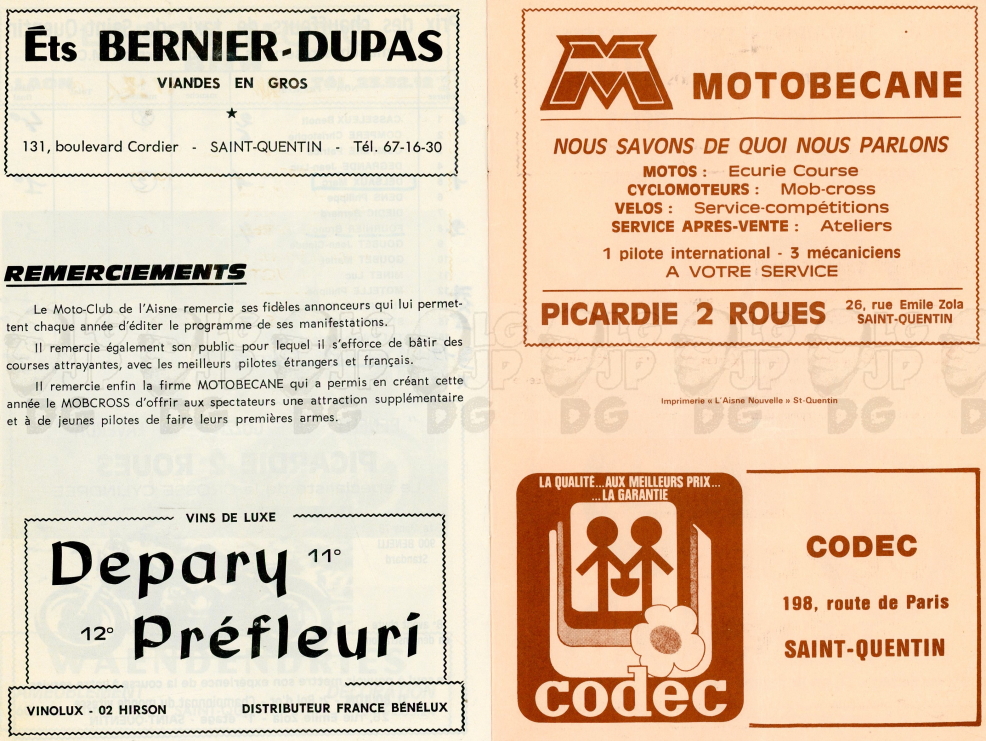 Éts BERNIER-DUPAS
VIANDES EN GROS
131, boulevard Cordier - SAINT-QUENTIN - Tél. 67-16-30
REMERCIEMENTS
Le Moto-Club de l'Aisne remercie ses fidèles annonceurs qui lui permet-
tent chaque année d'éditer le programme de ses manifestations.
Il remercie également son public pour lequel il s'efforce de bâtir des
courses attrayantes, avec les meilleurs pilotes étrangers et français.
Il remercie enfin la firme MOTOBECANE qui a permis en créant cette
année le MOBCROSS d'offrir aux spectateurs une attraction supplémentaire
et à de jeunes pilotes de faire leurs premières armes.
VINS DE LUXE
Depary 11°
12° Préfleuri
VINOLUX - 02 HIRSON DISTRIBUTEUR FRANCE BÉNÉLUX
MOTOBECANE
NOUS SAVONS DE QUOI NOUS PARLONS
MOTOS : Ecurie Course
CYCLOMOTEURS : Mob-cross
VELOS : Service-compétitions
SERVICE APRÈS-VENTE : Ateliers
1 pilote international - 3 mécaniciens
A VOTRE SERVICE
PICARDIE 2 ROUES 26, rue Emile Zola
SAINT-QUENTIN
Imprimerie « L'Aisne Nouvelle » St-Quentin
LA QUALITE...AUX MEILLEURS PRIX...
...LA GARANTIE
codec
CODEC
198, route de Paris
SAINT-QUENTIN
LG JP DG